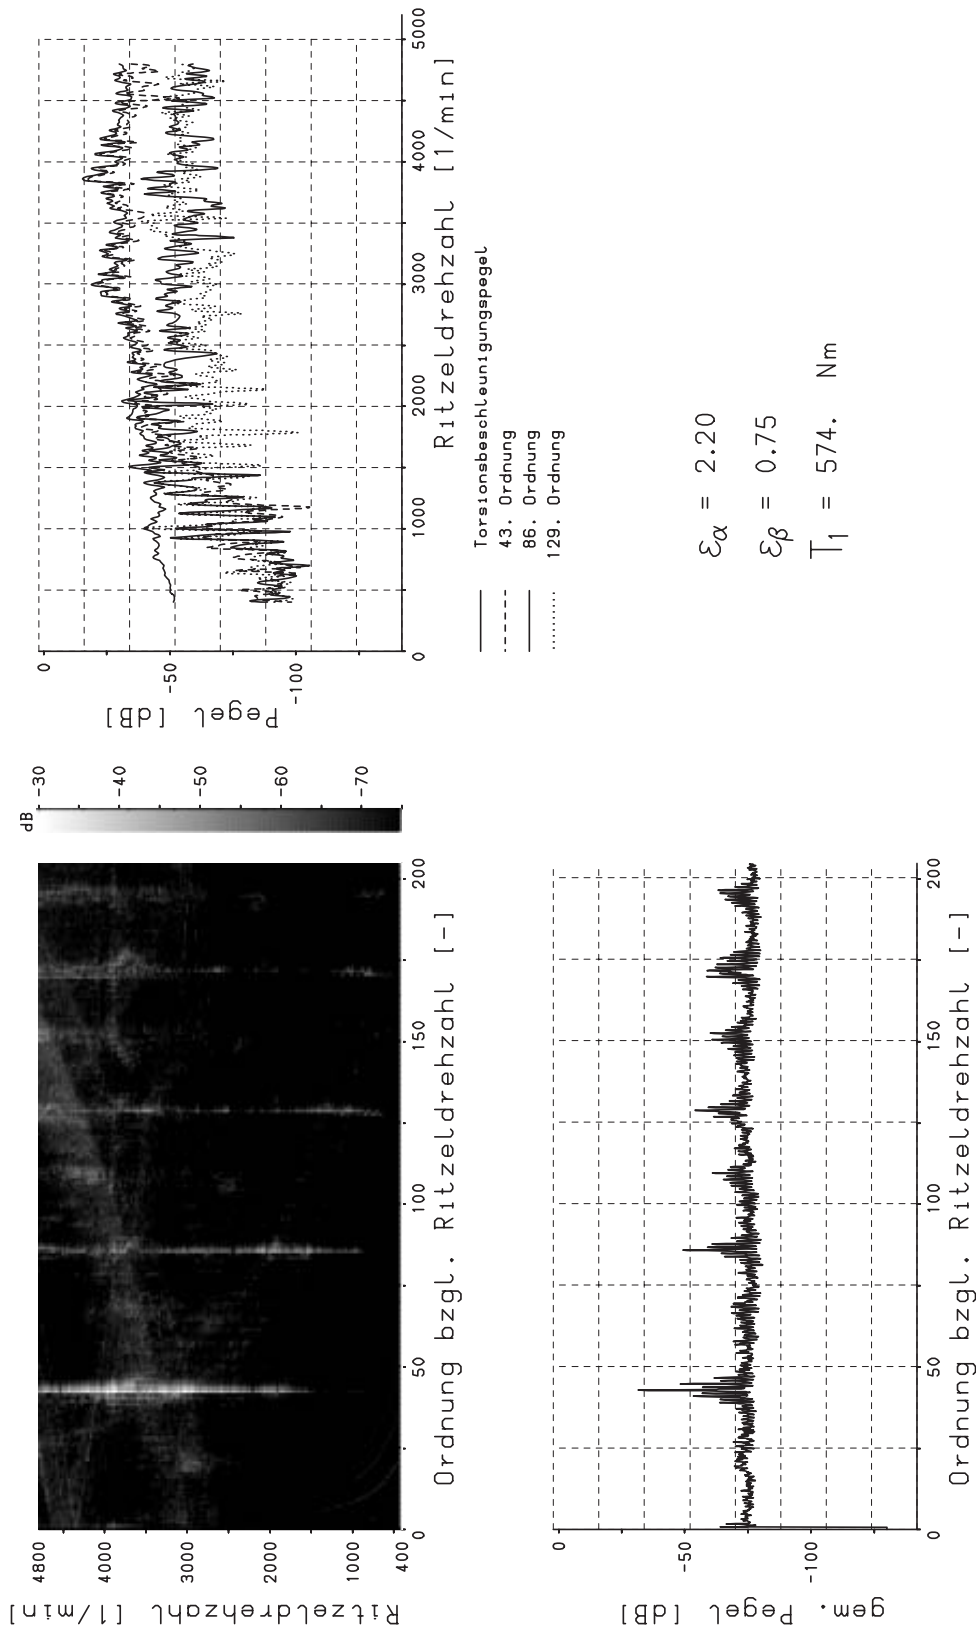 4800
4000
3000
2000
1000
400
Ritzeldrehzahl [1/min]
0
50
100
150
200
Ordnung bzgl. Ritzeldrehzahl [-]
dB
-30
-40
-50
-60
-70
0
-50
-100
Pegel [dB]
0
1000
2000
3000
4000
5000
Ritzeldrehzahl [1/min]
Torsionsbeschleunigungspegel
43. Ordnung
86. Ordnung
129. Ordnung
0
-50
-100
gem. Pegel [dB]
0
50
100
150
200
Ordnung bzgl. Ritzeldrehzahl [-]
εα = 2.20
εβ = 0.75
T1 = 574. Nm